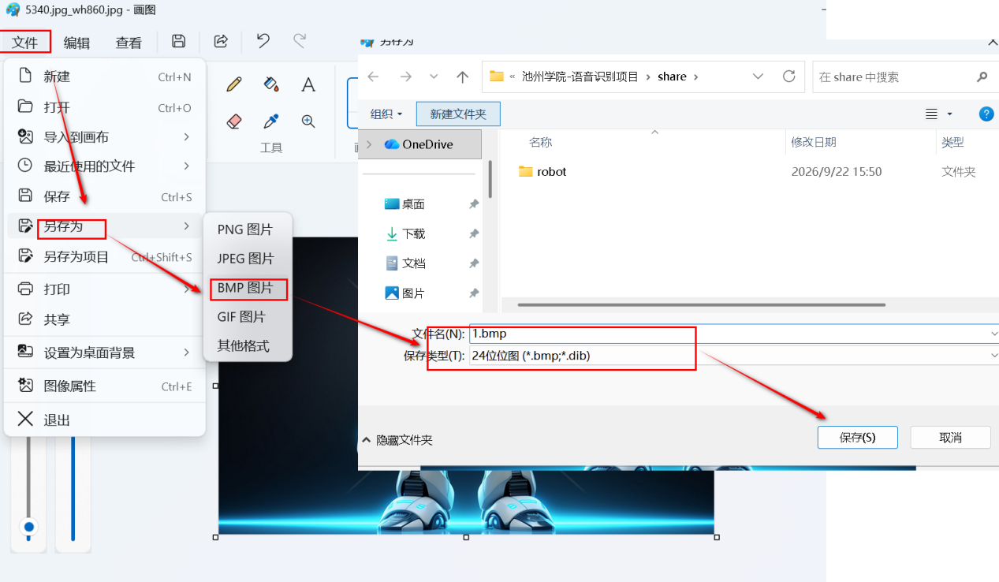 5340.jpg_wh860.jpg - 画图
文件 编辑 查看
新建 Ctrl+N
打开 Ctrl+O
导入到画布
最近使用的文件
保存 Ctrl+S
另存为
另存为项目 Ctrl+Shift+S
打印
共享
设置为桌面背景
图像属性 Ctrl+E
退出
PNG 图片
JPEG 图片
BMP 图片
GIF 图片
其他格式
A
工具
另存为
« 池州学院-语音识别项目 › share ›
在 share 中搜索
组织 新建文件夹
?
OneDrive
桌面
下载
文档
图片
名称 修改日期 类型
robot 2026/9/22 15:50 文件夹
文件名(N): 1.bmp
保存类型(T): 24位位图 (*.bmp;*.dib)
隐藏文件夹 保存(S) 取消